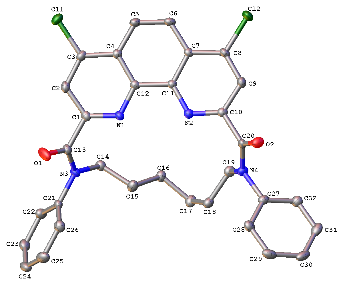 Cl1 Cl2
C5 C6
C3 C4 C7 C8
C2 C9
C12 C11
C1 N1 N2 C10
C13 C20
O1 O2
N3 C14 C19 N4
C16
C15
C21 C17 C18 C27 C32
C22 C26 C28 C31
C23
C25 C29 C30
C24